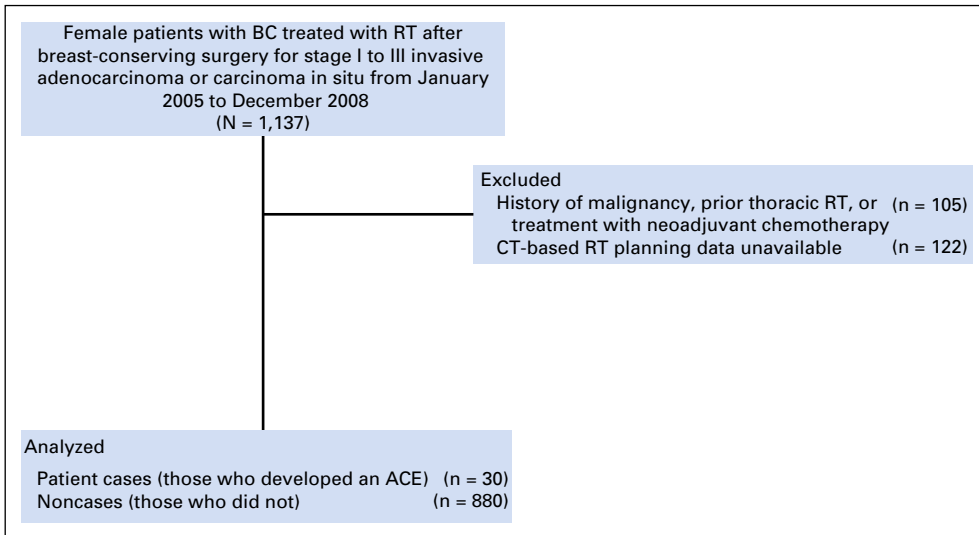 Female patients with BC treated with RT after
breast-conserving surgery for stage I to III invasive
adenocarcinoma or carcinoma in situ from January
2005 to December 2008
(N = 1,137)
Excluded
History of malignancy, prior thoracic RT, or (n = 105)
treatment with neoadjuvant chemotherapy
CT-based RT planning data unavailable (n = 122)
Analyzed
Patient cases (those who developed an ACE) (n = 30)
Noncases (those who did not) (n = 880)